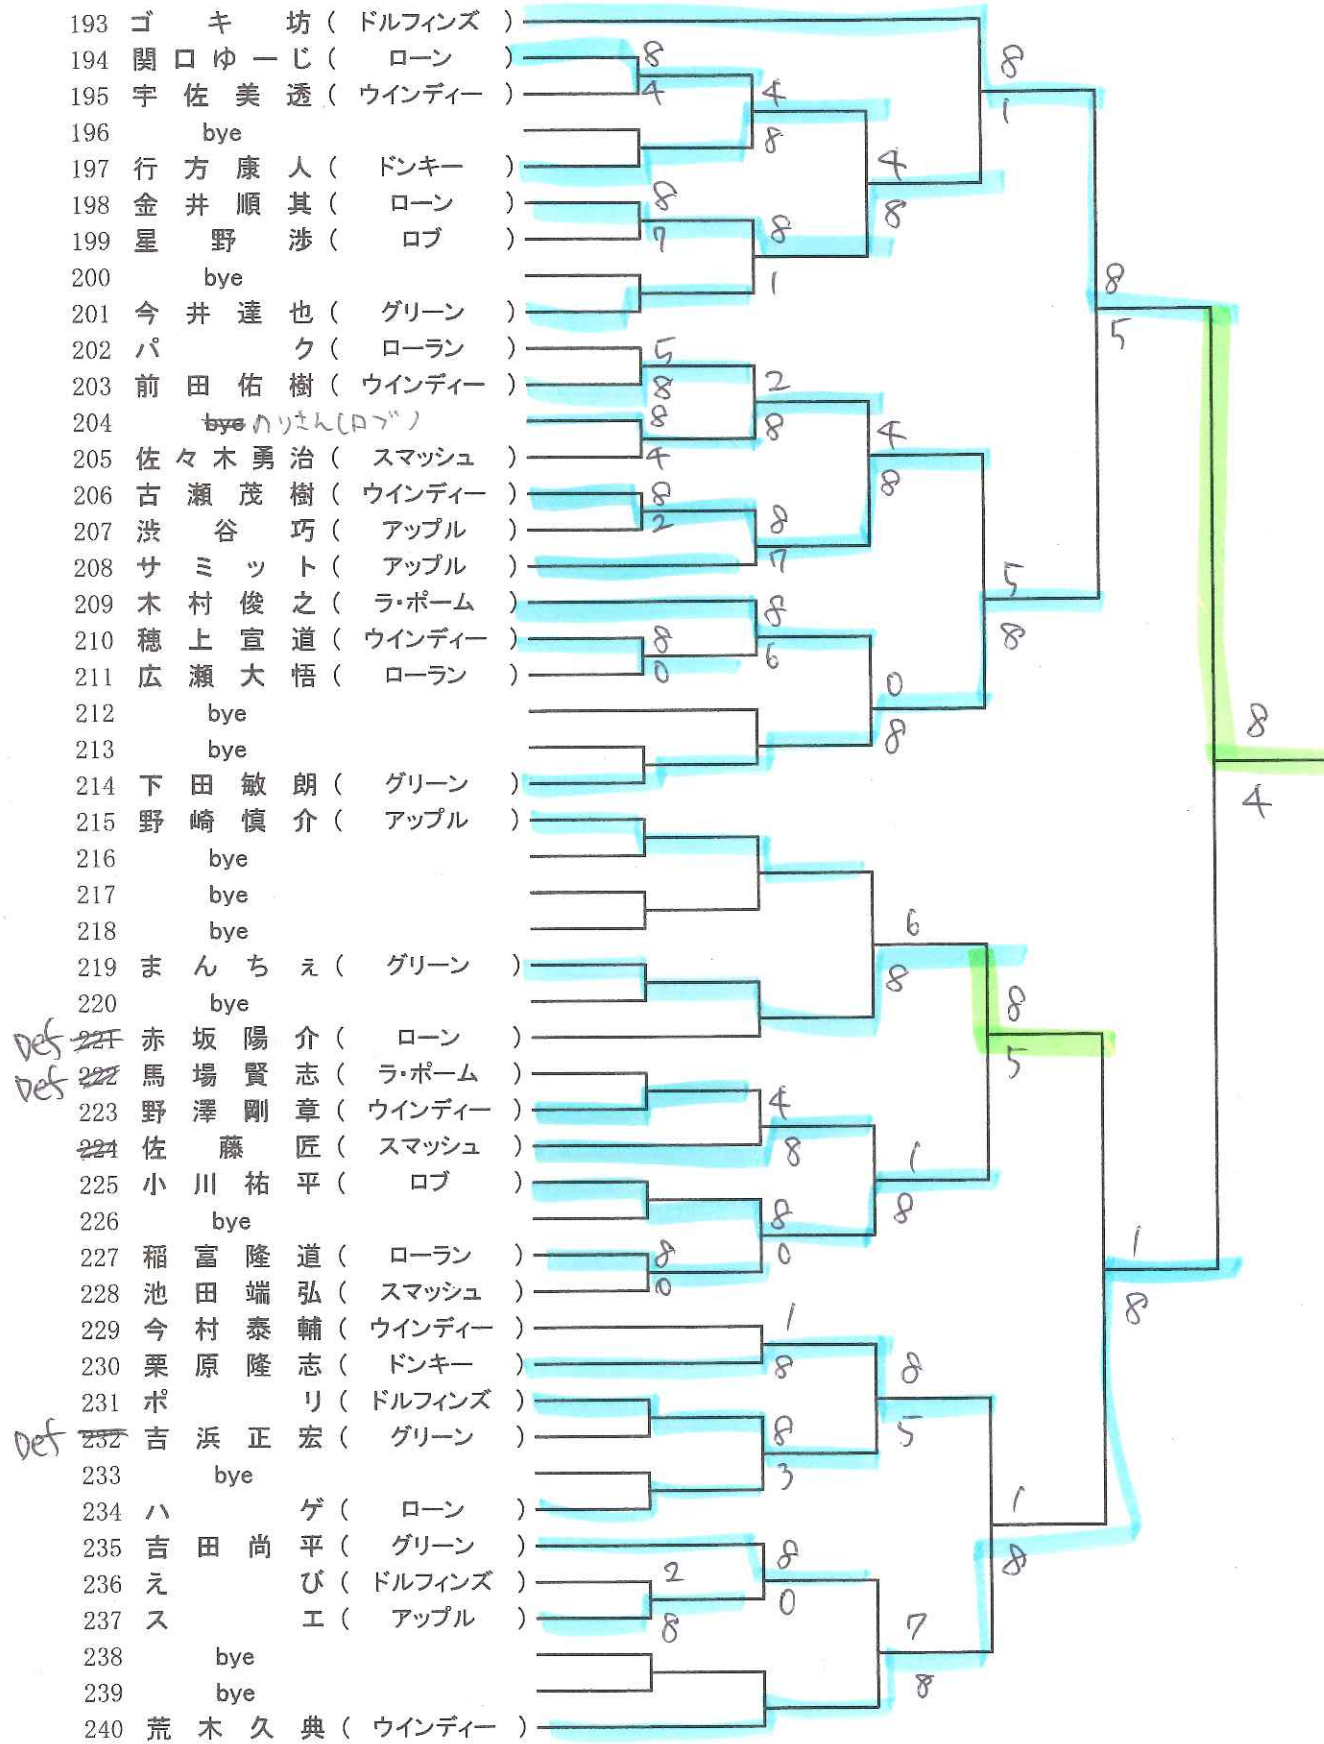 193 ゴキ坊(ドルフィンズ)
194 関口ゆーじ(ローン) 8
195 宇佐美透(ウインディー) 4
196 bye
197 行方康人(ドンキー)
198 金井順其(ローン) 8
199 星野渉(ロブ) 7
200 bye
201 今井達也(グリーン)
202 パク(ローラン) 5
203 前田佑樹(ウインディー) 8
204 bye のりさん(ロブ) 8
205 佐々木勇治(スマッシュ) 4
206 古瀬茂樹(ウインディー) 8
207 渋谷巧(アップル) 2
208 サミット(アップル)
209 木村俊之(ラ・ポーム)
210 穂上宣道(ウインディー) 8
211 広瀬大悟(ローラン) 0
212 bye
213 bye
214 下田敏朗(グリーン)
215 野崎慎介(アップル)
216 bye
217 bye
218 bye
219 まんちぇ(グリーン)
220 bye
Def 221 赤坂陽介(ローン)
Def 222 馬場賢志(ラ・ポーム)
223 野澤剛章(ウインディー)
224 佐藤匠(スマッシュ)
225 小川祐平(ロブ)
226 bye
227 稲富隆道(ローラン) 8
228 池田端弘(スマッシュ) 0
229 今村泰輔(ウインディー)
230 栗原隆志(ドンキー)
231 ポリ(ドルフィンズ)
Def 232 吉浜正宏(グリーン)
233 bye
234 ハゲ(ローン)
235 吉田尚平(グリーン)
236 えび(ドルフィンズ) 2
237 スエ(アップル) 8
238 bye
239 bye
240 荒木久典(ウインディー)
4
8
8
1
2
8
8
7
8
6
4
8
8
0
1
8
8
3
8
0
4
8
4
8
0
8
6
8
1
8
8
5
7
8
8
1
5
8
8
5
1
8
8
5
1
8
8
4